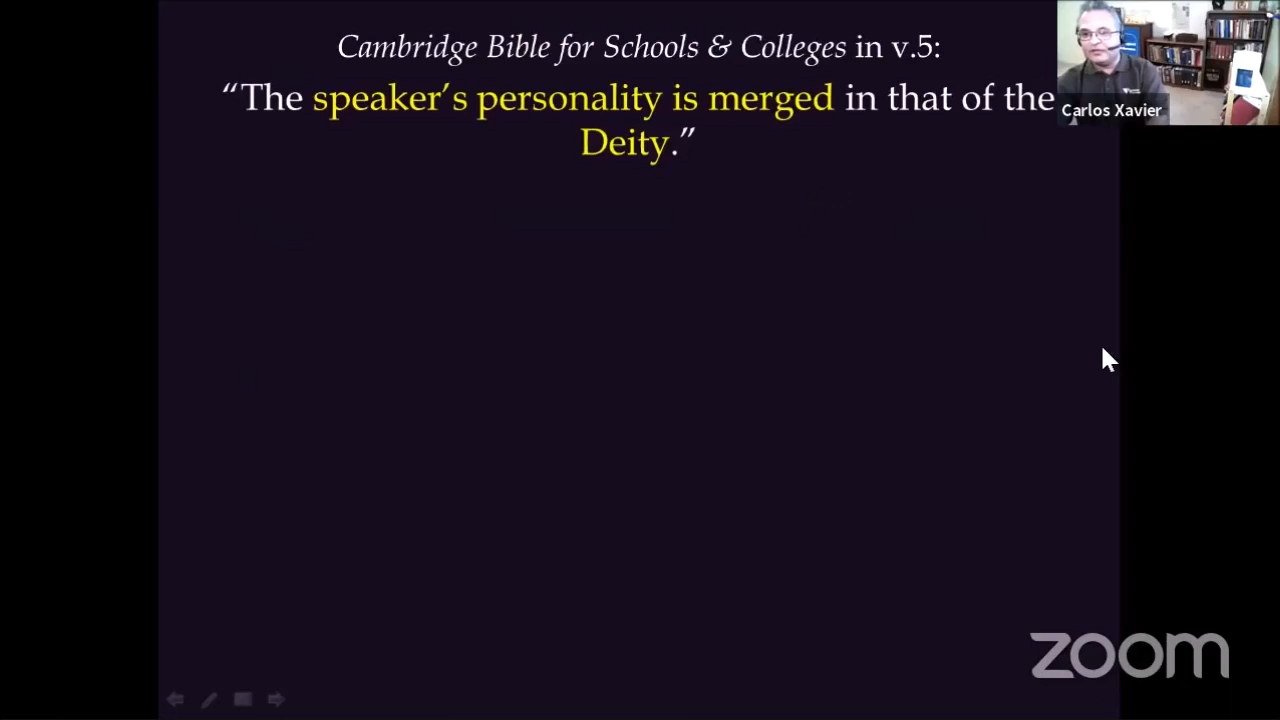 Cambridge Bible for Schools & Colleges in v.5:
“The speaker’s personality is merged in that of the
Deity.”
Carlos Xavier
zoom